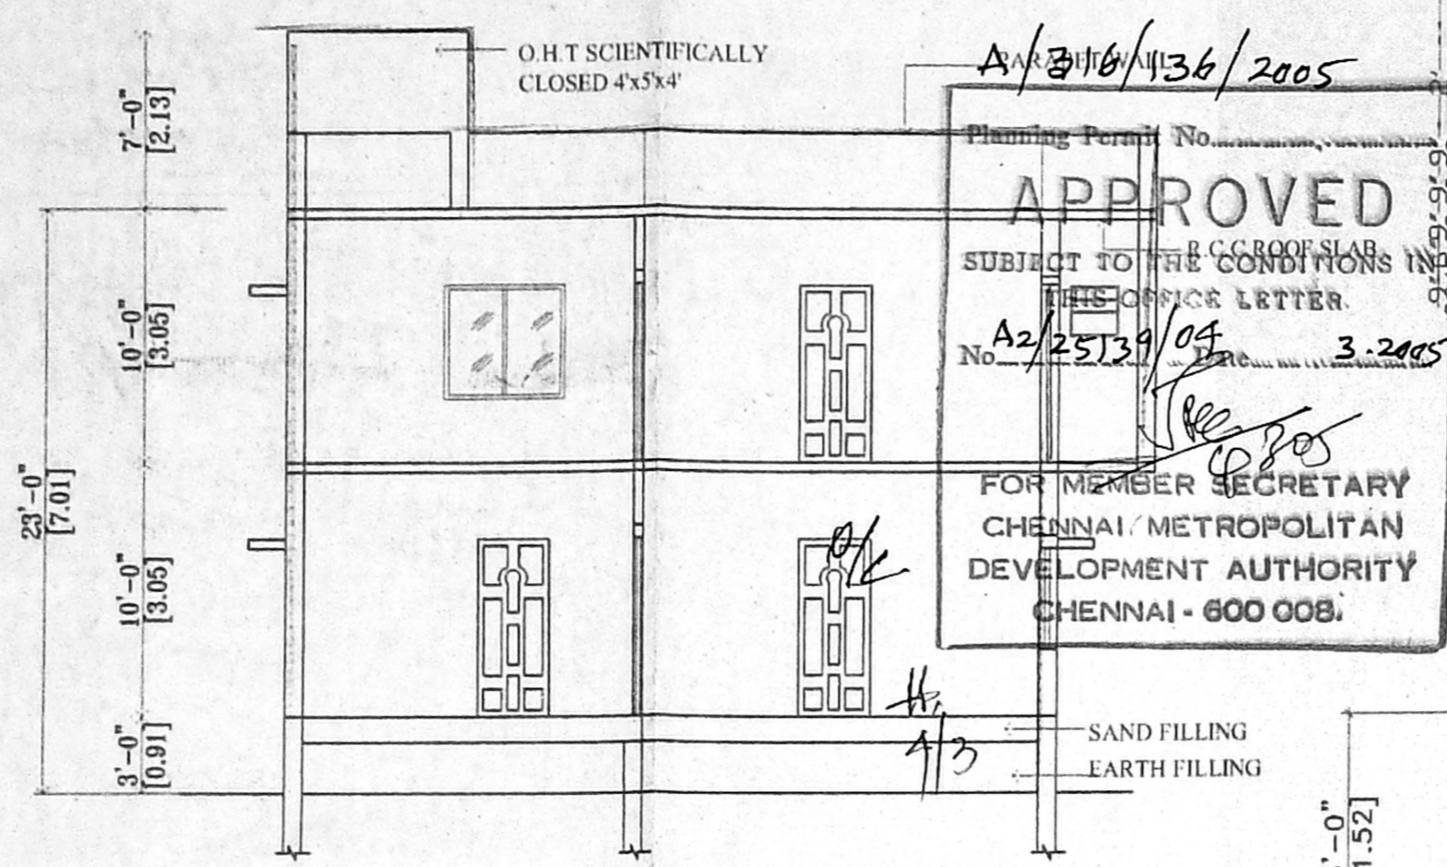 O.H.T SCIENTIFICALLY
CLOSED 4'x5'x4'
PARAPET WALL
A/316/136/2005
Planning Permit No
APPROVED
R.C.C ROOF SLAB
SUBJECT TO THE CONDITIONS IN
THIS OFFICE LETTER
No A2/25139/04 Date 3.2005
FOR MEMBER SECRETARY
CHENNAI METROPOLITAN
DEVELOPMENT AUTHORITY
CHENNAI - 600 008.
7'-0"
[2.13]
10'-0"
[3.05]
23'-0"
[7.01]
10'-0"
[3.05]
3'-0"
[0.91]
4/3
SAND FILLING
EARTH FILLING